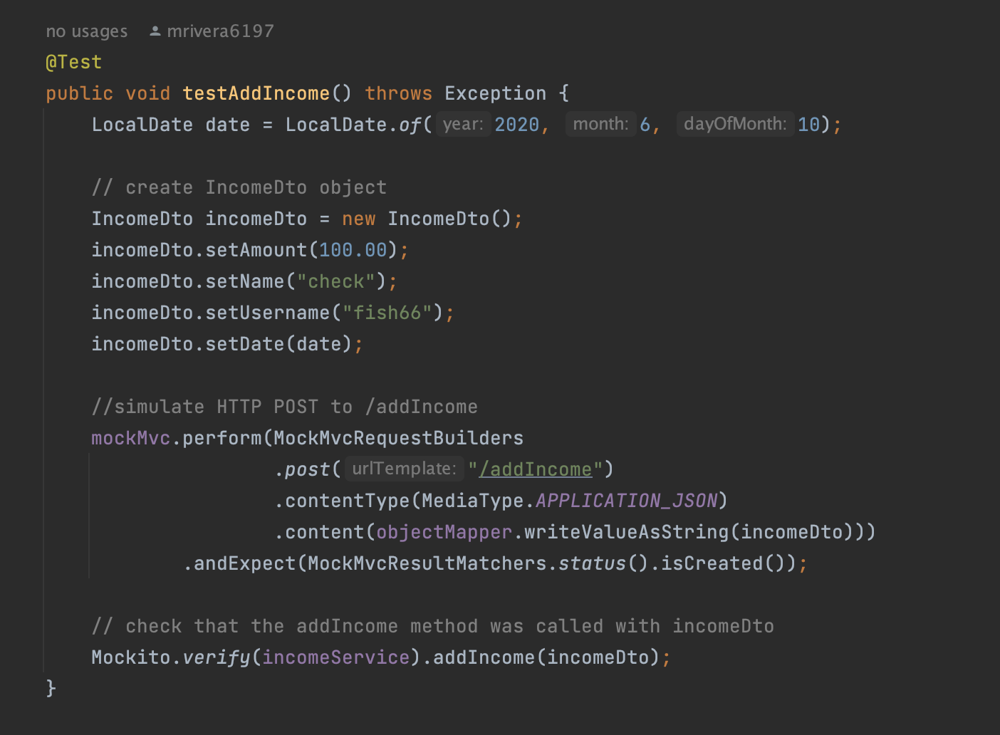 no usages mrivera6197
@Test
public void testAddIncome() throws Exception {
LocalDate date = LocalDate.of( year: 2020, month: 6, dayOfMonth: 10);
// create IncomeDto object
IncomeDto incomeDto = new IncomeDto();
incomeDto.setAmount(100.00);
incomeDto.setName("check");
incomeDto.setUsername("fish66");
incomeDto.setDate(date);
//simulate HTTP POST to /addIncome
mockMvc.perform(MockMvcRequestBuilders
.post( urlTemplate: "/addIncome")
.contentType(MediaType.APPLICATION_JSON)
.content(objectMapper.writeValueAsString(incomeDto)))
.andExpect(MockMvcResultMatchers.status().isCreated());
// check that the addIncome method was called with incomeDto
Mockito.verify(incomeService).addIncome(incomeDto);
}